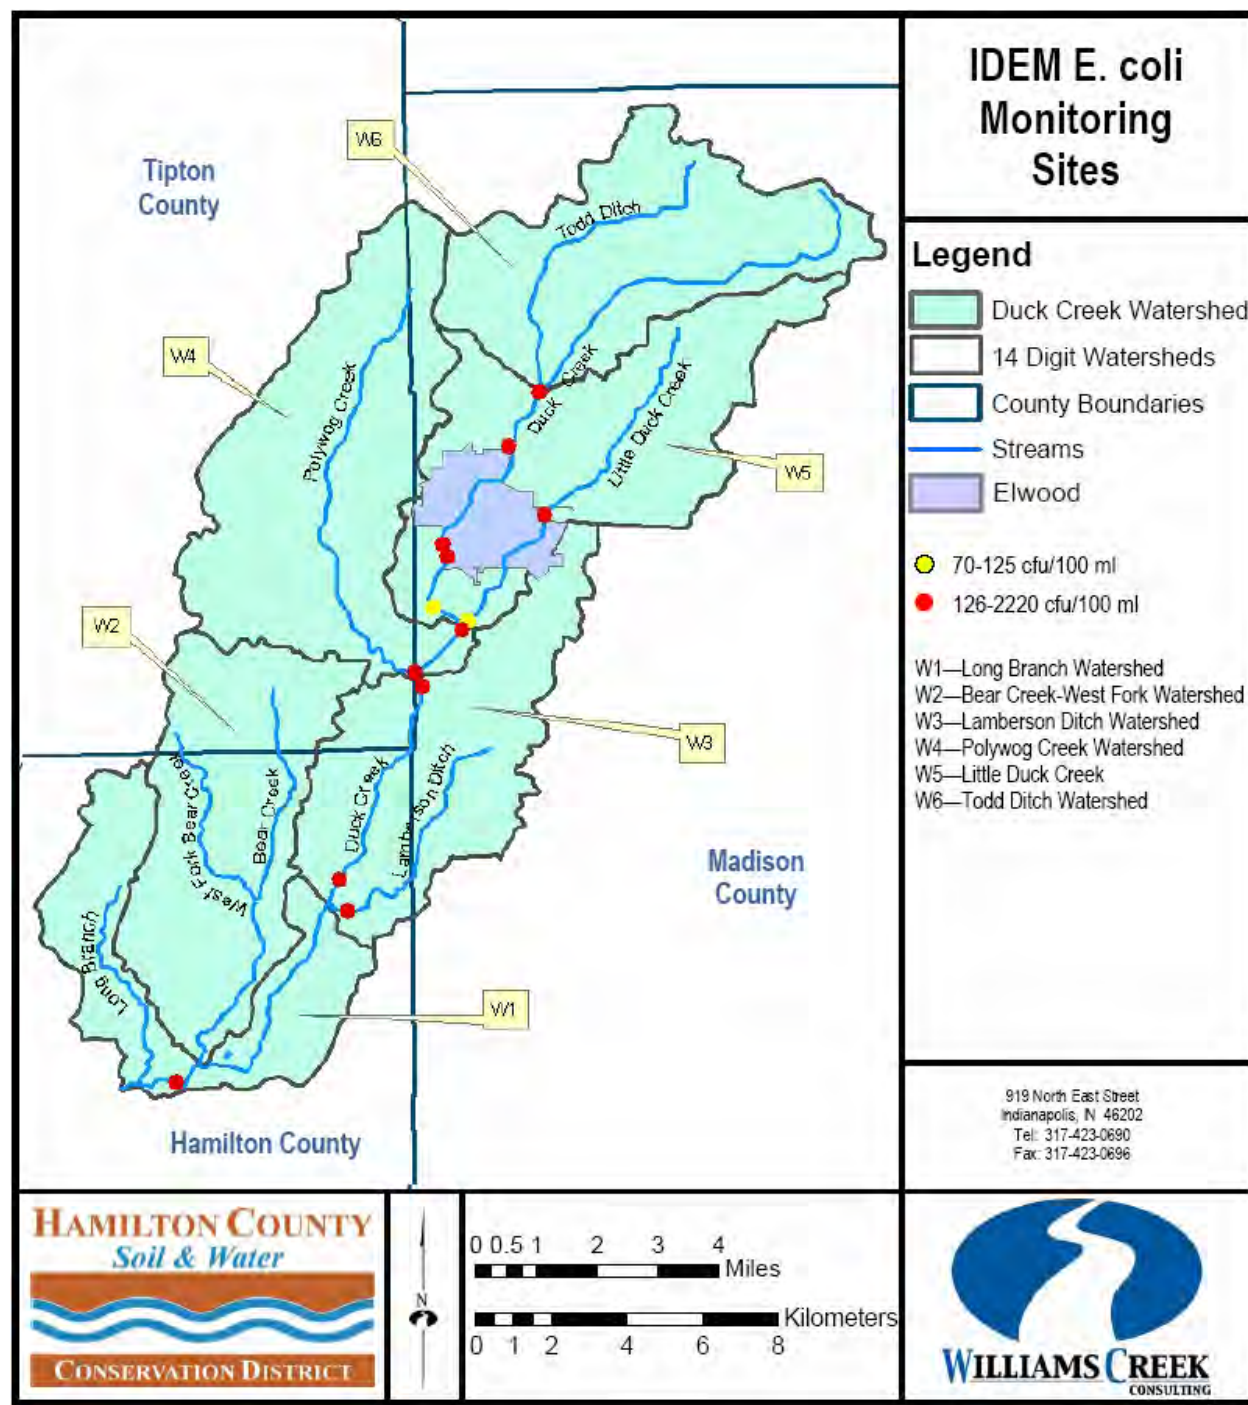 IDEM E. coli
Monitoring
Sites
Legend
Duck Creek Watershed
14 Digit Watersheds
County Boundaries
Streams
Elwood
70-125 cfu/100 ml
126-2220 cfu/100 ml
W1—Long Branch Watershed
W2—Bear Creek-West Fork Watershed
W3—Lamberson Ditch Watershed
W4—Polywog Creek Watershed
W5—Little Duck Creek
W6—Todd Ditch Watershed
919 North East Street
Indianapolis, IN 46202
Tel: 317-423-0690
Fax: 317-423-0696
Tipton
County
W6
Todd Ditch
W4
Polywog Creek
Duck Creek
Little Duck Creek
W5
W2
W3
West Fork Bear Creek
Bear Creek
Duck Creek
Lamberson Ditch
Madison
County
Long Branch
W1
Hamilton County
HAMILTON COUNTY
Soil & Water
CONSERVATION DISTRICT
N
0 0.5 1 2 3 4
Miles
Kilometers
0 1 2 4 6 8
WILLIAMS CREEK
CONSULTING